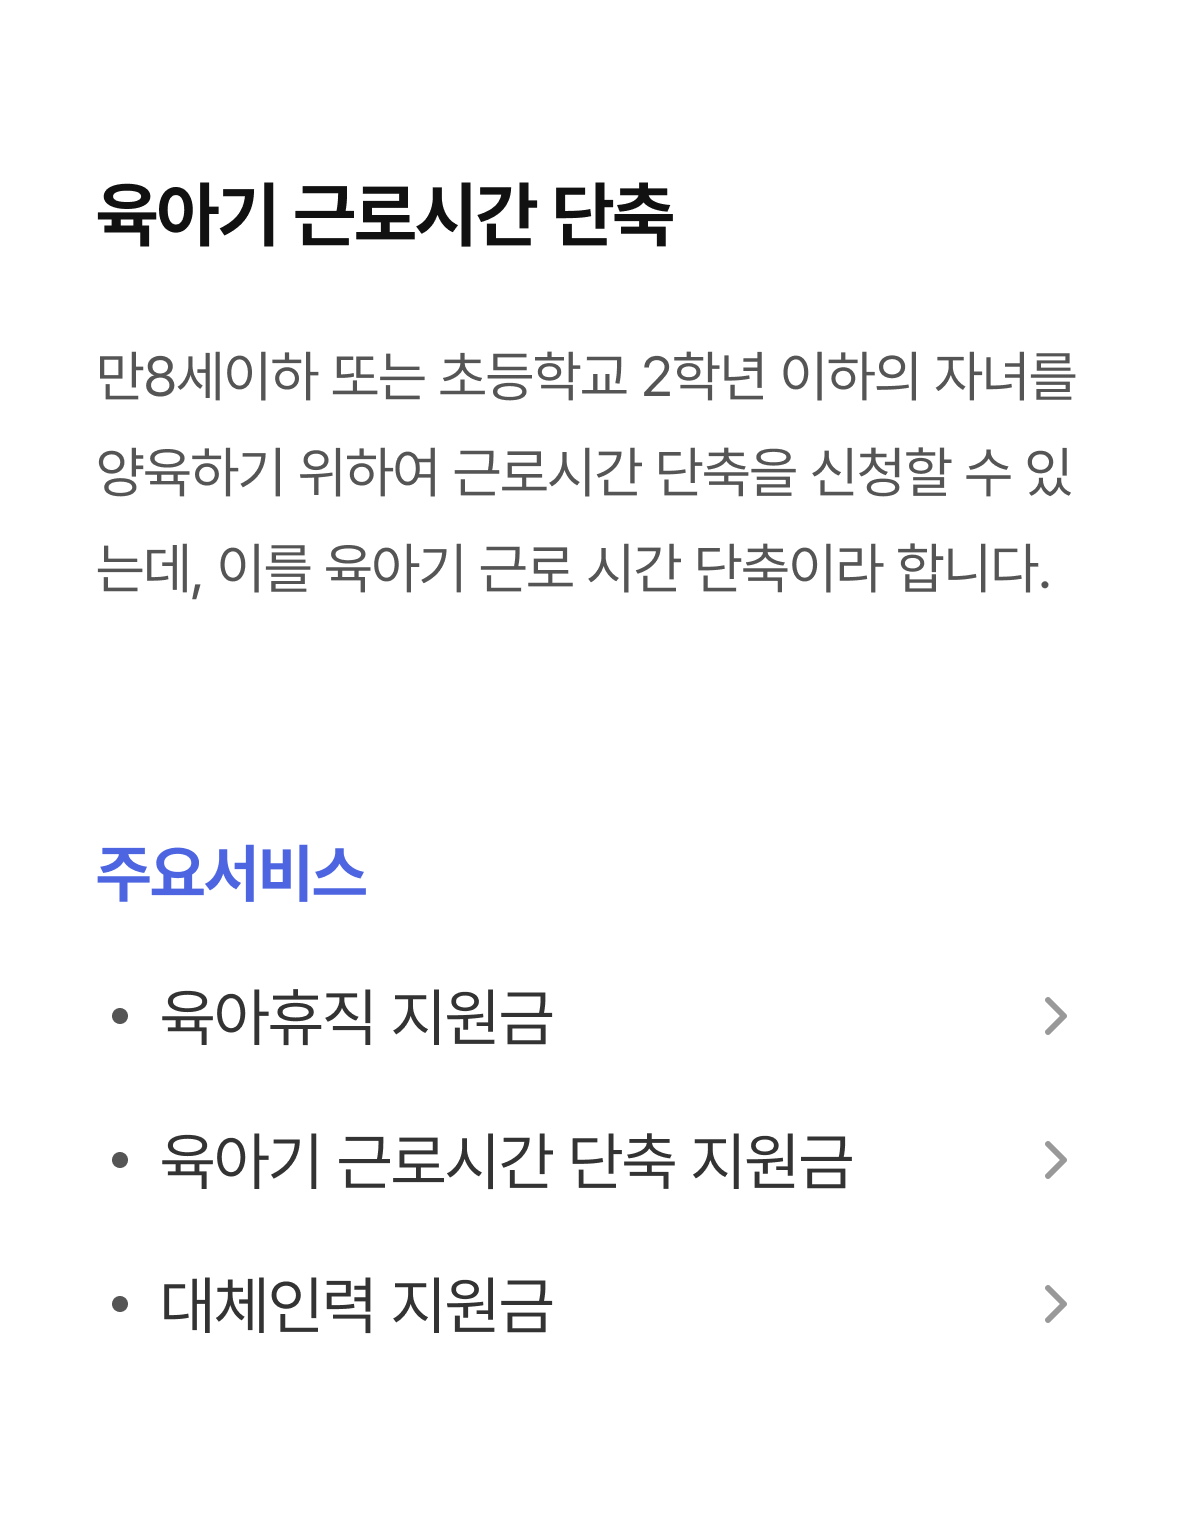 육아기 근로시간 단축
만8세이하 또는 초등학교 2학년 이하의 자녀를
양육하기 위하여 근로시간 단축을 신청할 수 있
는데, 이를 육아기 근로 시간 단축이라 합니다.
주요서비스
• 육아휴직 지원금
• 육아기 근로시간 단축 지원금
• 대체인력 지원금